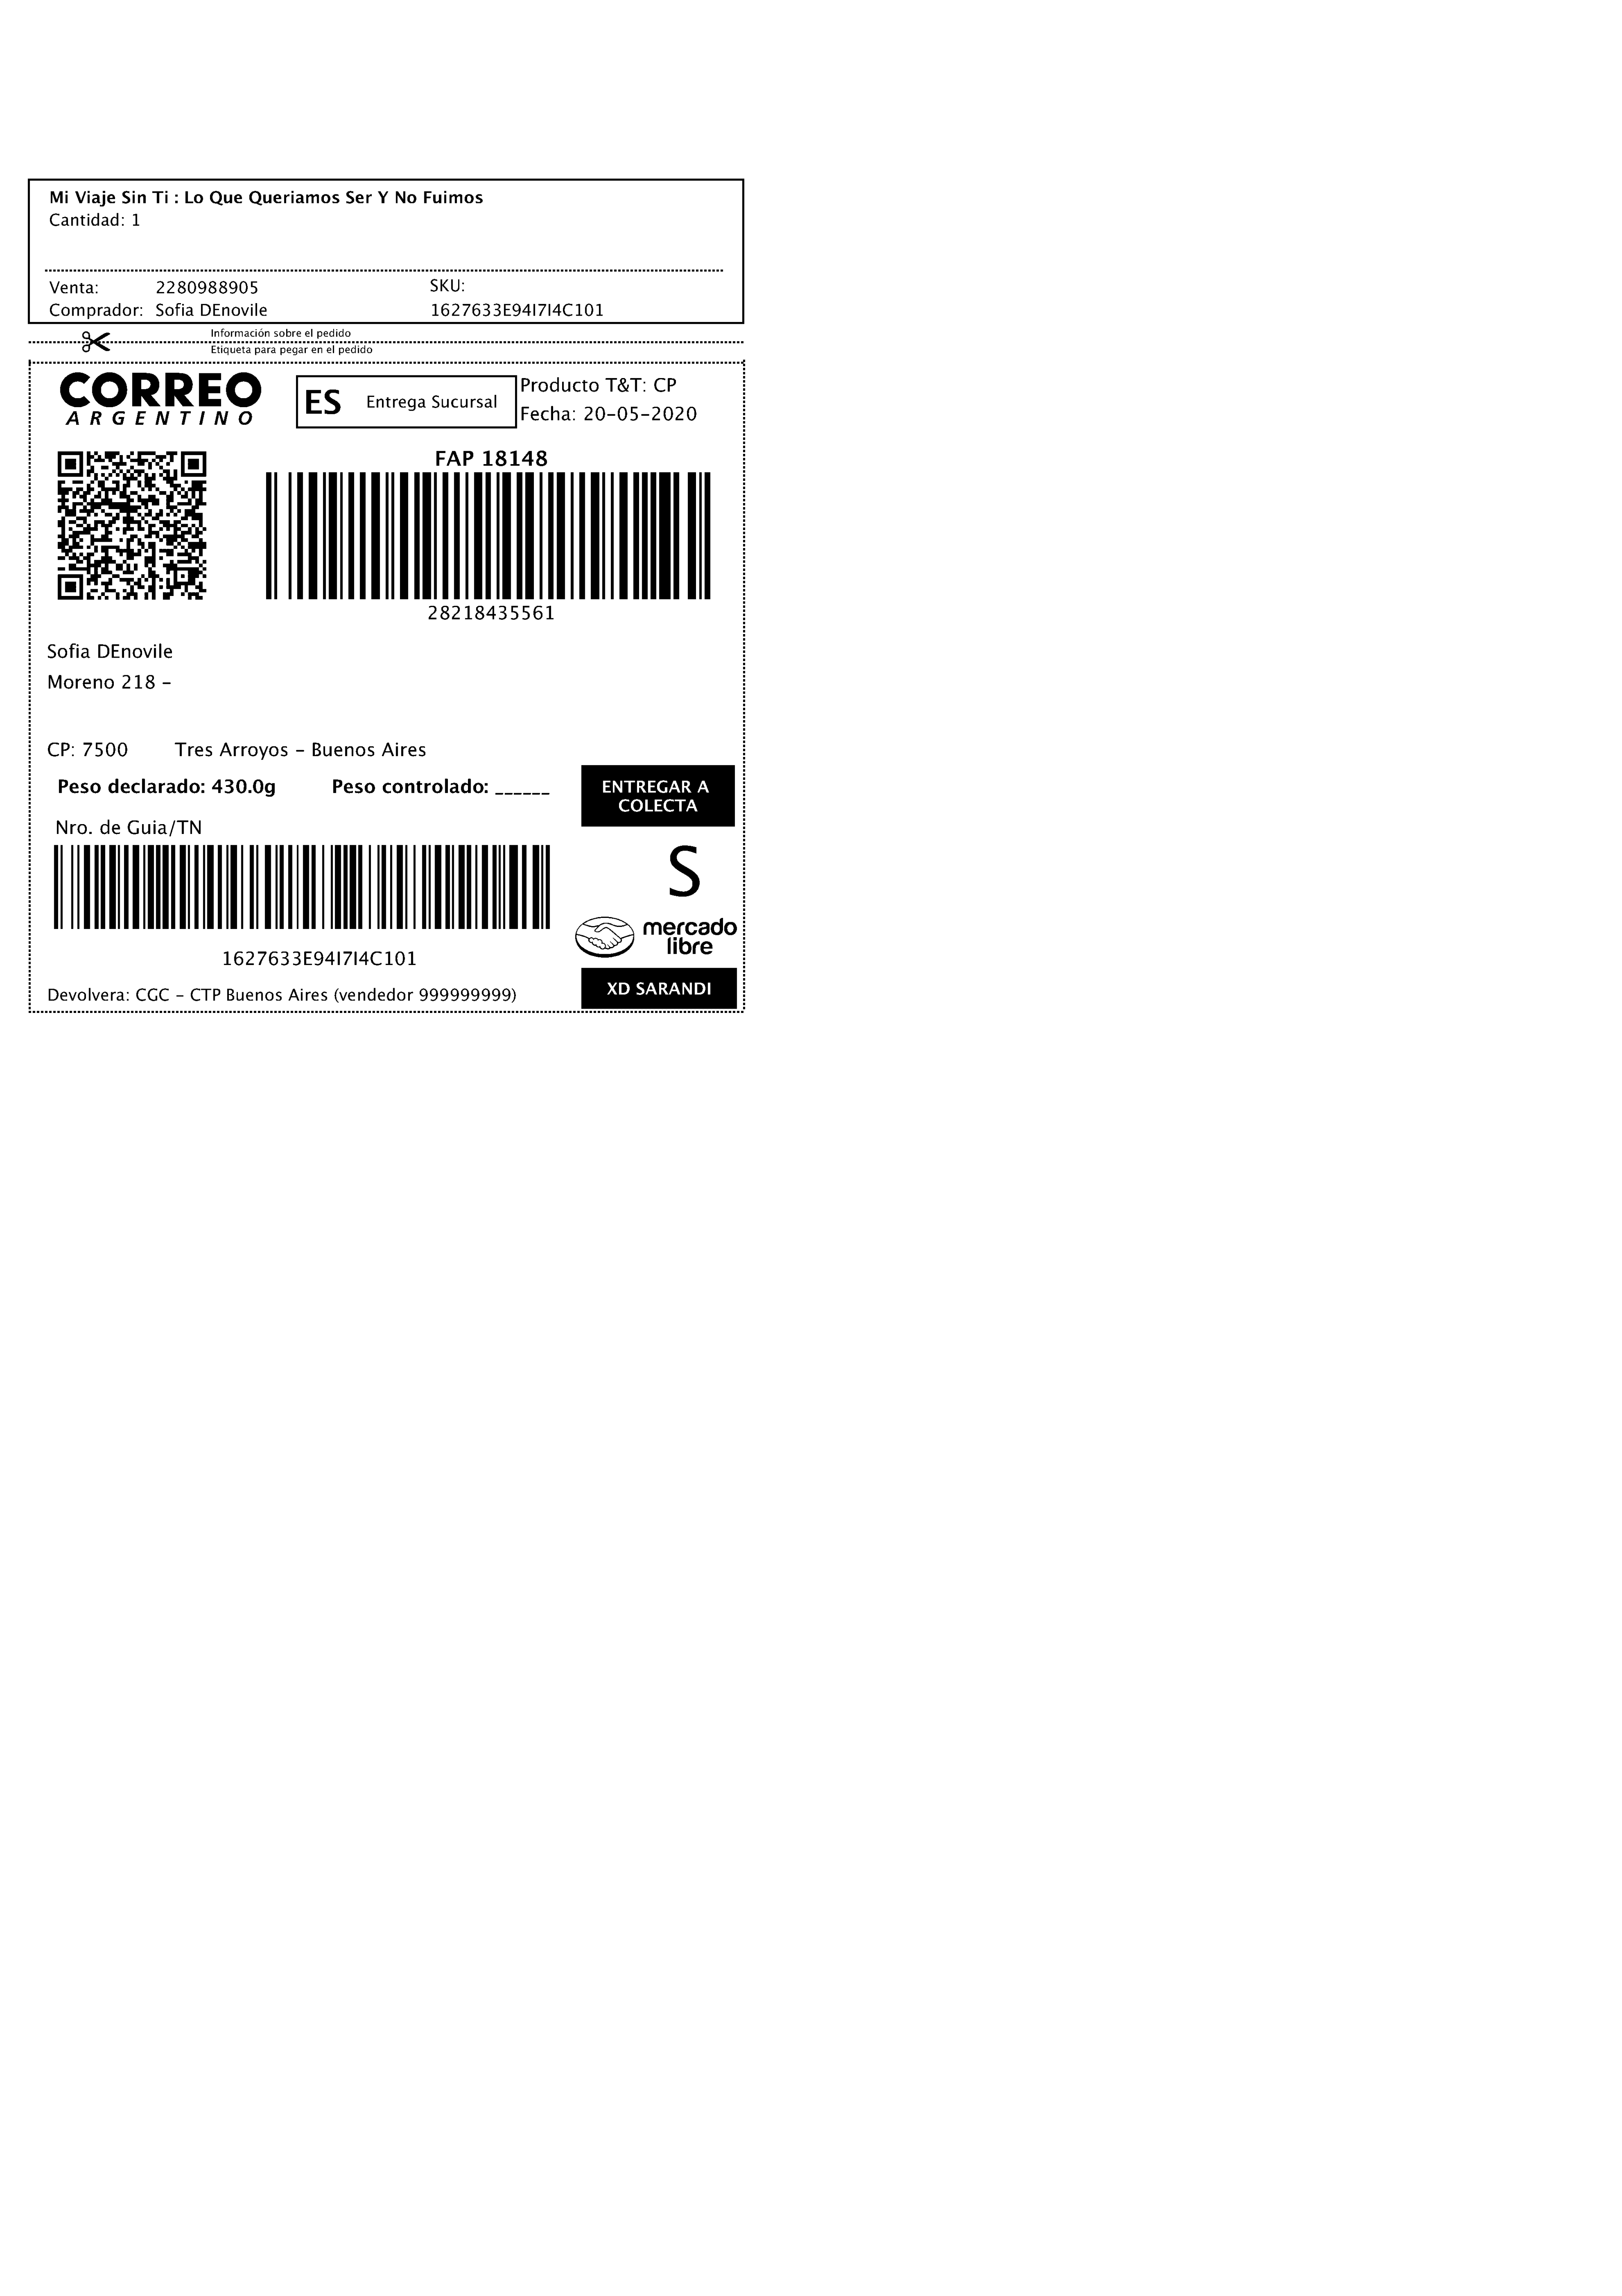 Mi Viaje Sin Ti : Lo Que Queriamos Ser Y No Fuimos
Cantidad: 1
Venta: 2280988905 SKU:
Comprador: Sofia DEnovile 1627633E94I7I4C101
Información sobre el pedido
Etiqueta para pegar en el pedido
CORREO
ARGENTINO
ES Entrega Sucursal
Producto T&T: CP
Fecha: 20-05-2020
FAP 18148
28218435561
Sofia DEnovile
Moreno 218 -
CP: 7500 Tres Arroyos - Buenos Aires
Peso declarado: 430.0g Peso controlado: ______
ENTREGAR A
COLECTA
Nro. de Guia/TN
S
mercado
libre
1627633E94I7I4C101
Devolvera: CGC - CTP Buenos Aires (vendedor 999999999)
XD SARANDI